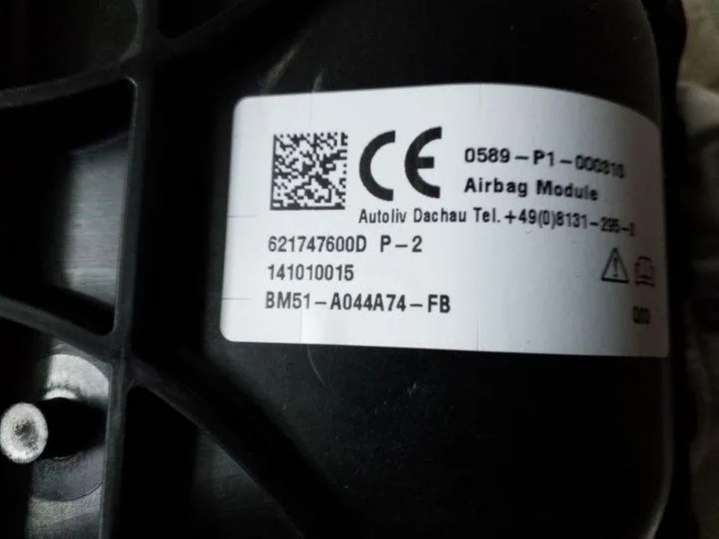 CE 0589-P1-000316
Airbag Module
Autoliv Dachau Tel.+49(0)8131-295-0
621747600D P-2
141010015
BM51-A044A74-FB